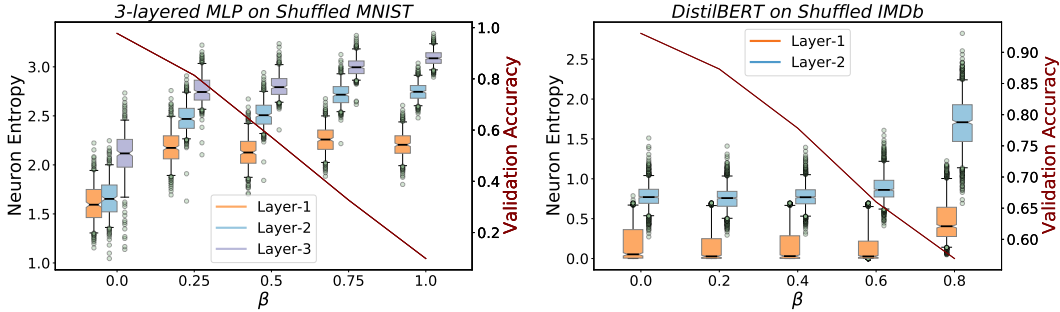 3-layered MLP on Shuffled MNIST
Neuron Entropy
3.0
2.5
2.0
1.5
1.0
1.0
0.8
0.6
0.4
0.2
Validation Accuracy
Layer-1
Layer-2
Layer-3
0.0 0.25 0.5 0.75 1.0
β
DistilBERT on Shuffled IMDb
Neuron Entropy
2.5
2.0
1.5
1.0
0.5
0.0
0.90
0.85
0.80
0.75
0.70
0.65
0.60
Validation Accuracy
Layer-1
Layer-2
0.0 0.2 0.4 0.6 0.8
β